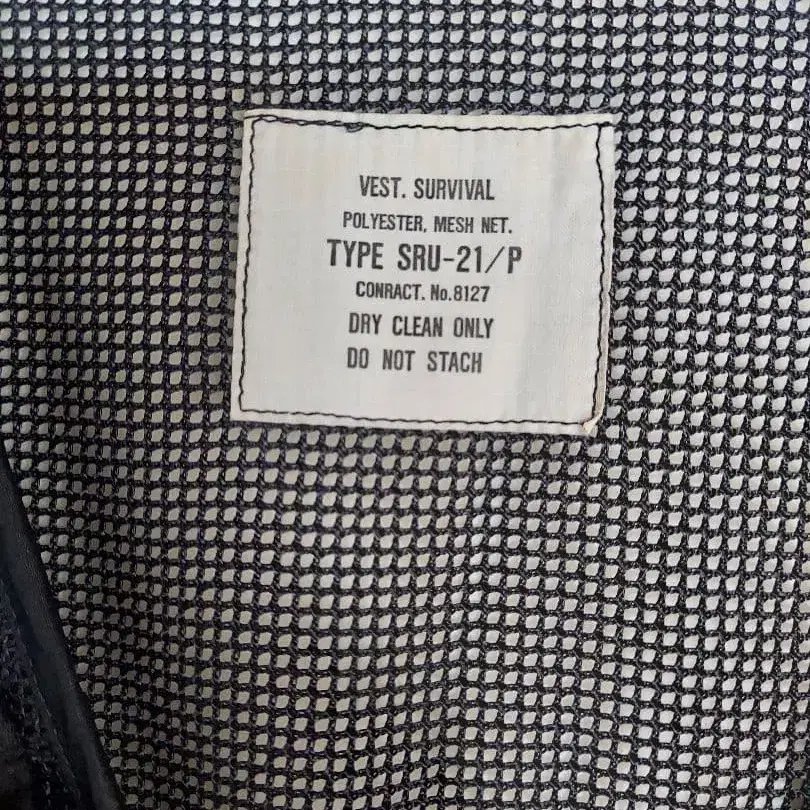 VEST. SURVIVAL
POLYESTER, MESH NET.
TYPE SRU-21/P
CONRACT. No.8127
DRY CLEAN ONLY
DO NOT STACH